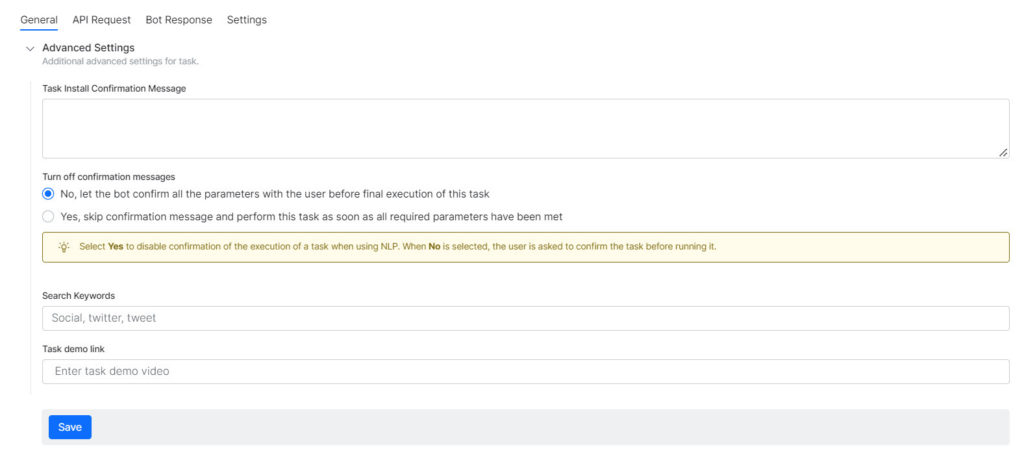 General API Request Bot Response Settings
Advanced Settings
Additional advanced settings for task.
Task Install Confirmation Message
Turn off confirmation messages
No, let the bot confirm all the parameters with the user before final execution of this task
Yes, skip confirmation message and perform this task as soon as all required parameters have been met
Select Yes to disable confirmation of the execution of a task when using NLP. When No is selected, the user is asked to confirm the task before running it.
Search Keywords
Social, twitter, tweet
Task demo link
Enter task demo video
Save